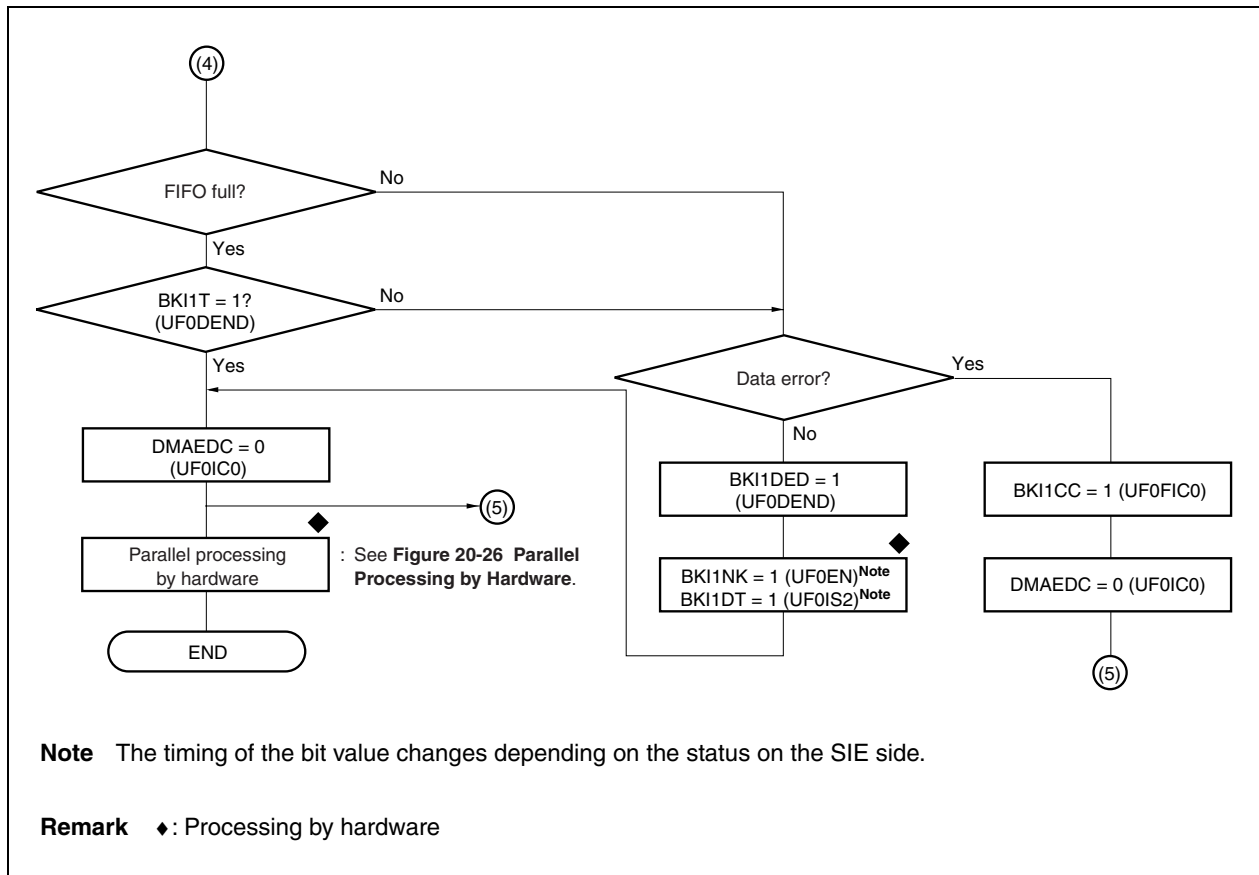 (4)
FIFO full?
No
Yes
BKI1T = 1?
(UF0DEND)
No
Yes
Data error?
Yes
No
DMAEDC = 0
(UF0IC0)
(5)
BKI1DED = 1
(UF0DEND)
BKI1CC = 1 (UF0FIC0)
♦
Parallel processing
by hardware
: See Figure 20-26 Parallel
Processing by Hardware.
♦
BKI1NK = 1 (UF0EN)Note
BKI1DT = 1 (UF0IS2)Note
DMAEDC = 0 (UF0IC0)
END
(5)
Note The timing of the bit value changes depending on the status on the SIE side.
Remark ♦: Processing by hardware